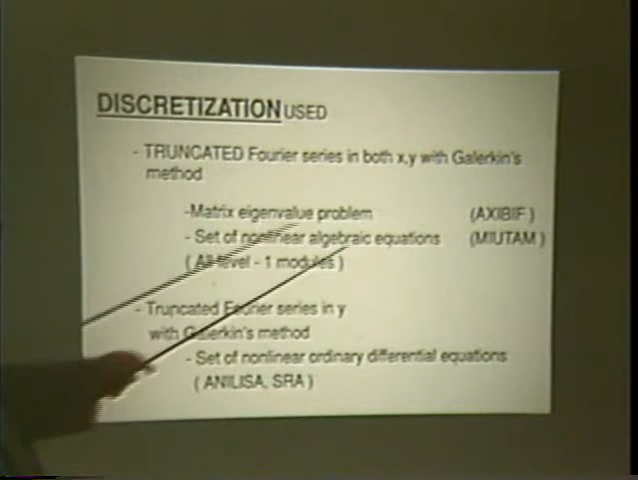 DISCRETIZATION USED
- TRUNCATED Fourier series in both x,y with Galerkin's
method
-Matrix eigenvalue problem (AXIBIF )
- Set of nonlinear algebraic equations (MIUTAM )
( All level - 1 modules )
- Truncated Fourier series in y
with Galerkin's method
- Set of nonlinear ordinary differential equations
( ANILISA, SRA )